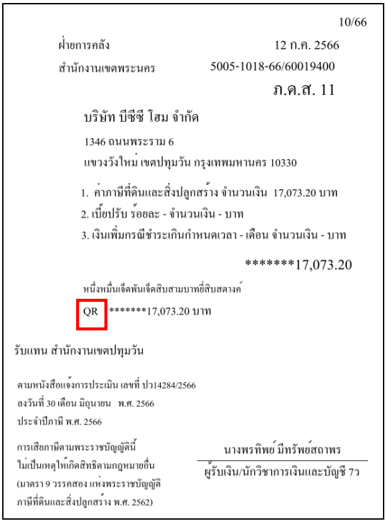 10/66
ฝ่ายการคลัง 12 ก.ค. 2566
สำนักงานเขตพระนคร 5005-1018-66/60019400
ภ.ด.ส. 11
บริษัท บีซีซี โฮม จำกัด
1346 ถนนพระราม 6
แขวงวังใหม่ เขตปทุมวัน กรุงเทพมหานคร 10330
1. ค่าภาษีที่ดินและสิ่งปลูกสร้าง จำนวนเงิน 17,073.20 บาท
2. เบี้ยปรับ ร้อยละ - จำนวนเงิน - บาท
3. เงินเพิ่มกรณีชำระเกินกำหนดเวลา - เดือน จำนวนเงิน - บาท
*******17,073.20
หนึ่งหมื่นเจ็ดพันเจ็ดสิบสามบาทยี่สิบสตางค์
QR *******17,073.20 บาท
รับแทน สำนักงานเขตปทุมวัน
ตามหนังสือแจ้งการประเมิน เลขที่ ปว14284/2566
ลงวันที่ 30 เดือน มิถุนายน พ.ศ. 2566
ประจำปีภาษี พ.ศ. 2566
การเสียภาษีตามพระราชบัญญัตินี้
ไม่เป็นเหตุให้เกิดสิทธิตามกฎหมายอื่น
(มาตรา 9 วรรคสอง แห่งพระราชบัญญัติ
ภาษีที่ดินและสิ่งปลูกสร้าง พ.ศ. 2562)
นางพรทิพย์ มีทรัพย์สถาพร
ผู้รับเงิน/นักวิชาการเงินและบัญชี 7ว